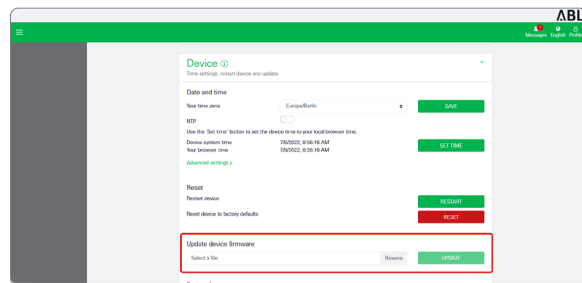 ABL
Messages English Profile
Device
Time settings, restart device and update
Date and time
Your time zone Europe/Berlin SAVE
NTP
Use the 'Set time' button to set the device time to your local browser time.
Device system time 7/5/2022, 8:56:16 AM SET TIME
Your browser time 7/5/2022, 8:55:16 AM
Advanced settings >
Reset
Restart device RESTART
Reset device to factory defaults RESET
Update device firmware
Select a file Browse UPDATE